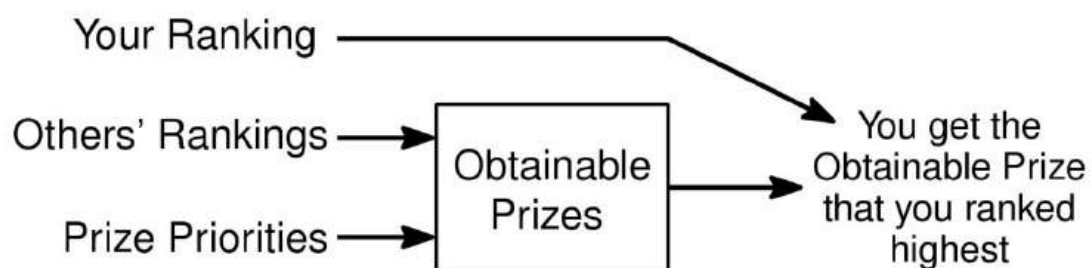 Your Ranking
Others' Rankings
Prize Priorities
Obtainable
Prizes
You get the
Obtainable Prize
that you ranked
highest